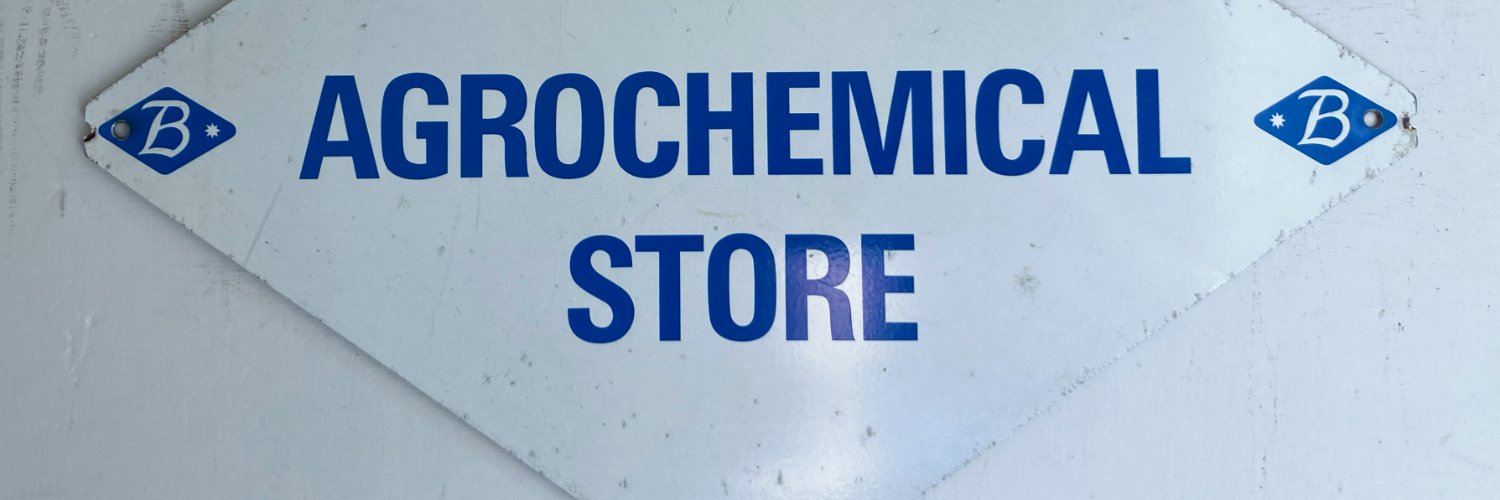 B AGROCHEMICAL B
STORE